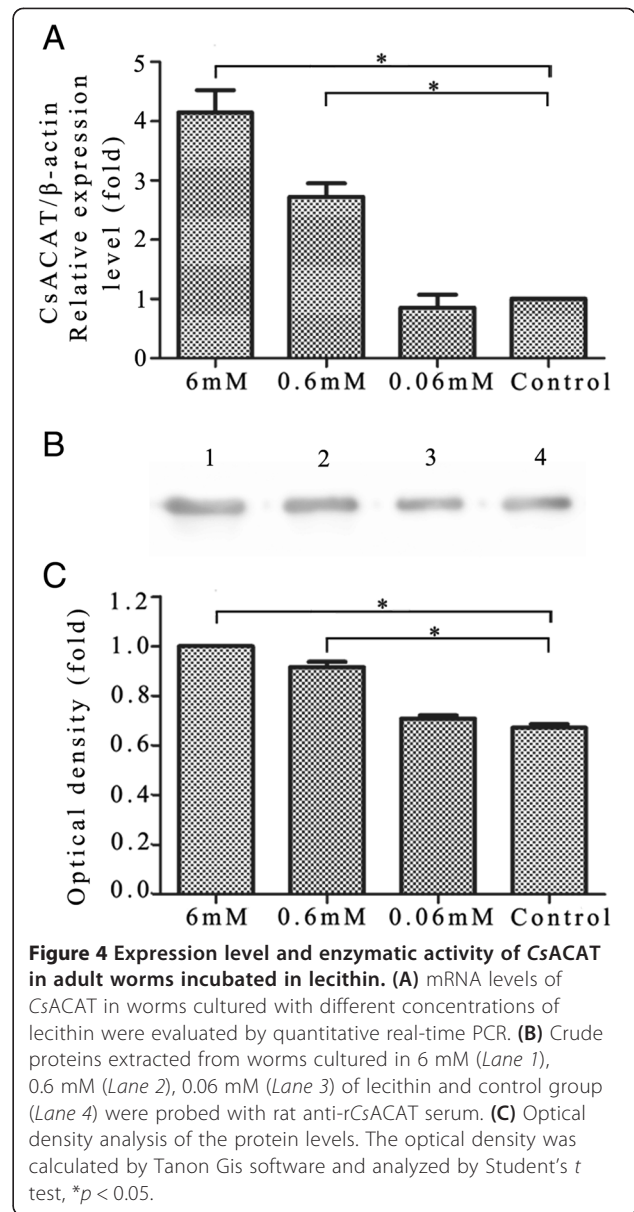 A
CsACAT/β-actin
Relative expression
level (fold)
5
4
3
2
1
0
*
*
6mM 0.6mM 0.06mM Control
B
1 2 3 4
C
Optical density (fold)
1.2
1.0
0.8
0.6
0.4
0.2
0.0
*
*
6mM 0.6mM 0.06mM Control
Figure 4 Expression level and enzymatic activity of CsACAT
in adult worms incubated in lecithin. (A) mRNA levels of
CsACAT in worms cultured with different concentrations of
lecithin were evaluated by quantitative real-time PCR. (B) Crude
proteins extracted from worms cultured in 6 mM (Lane 1),
0.6 mM (Lane 2), 0.06 mM (Lane 3) of lecithin and control group
(Lane 4) were probed with rat anti-rCsACAT serum. (C) Optical
density analysis of the protein levels. The optical density was
calculated by Tanon Gis software and analyzed by Student's t
test, *p < 0.05.